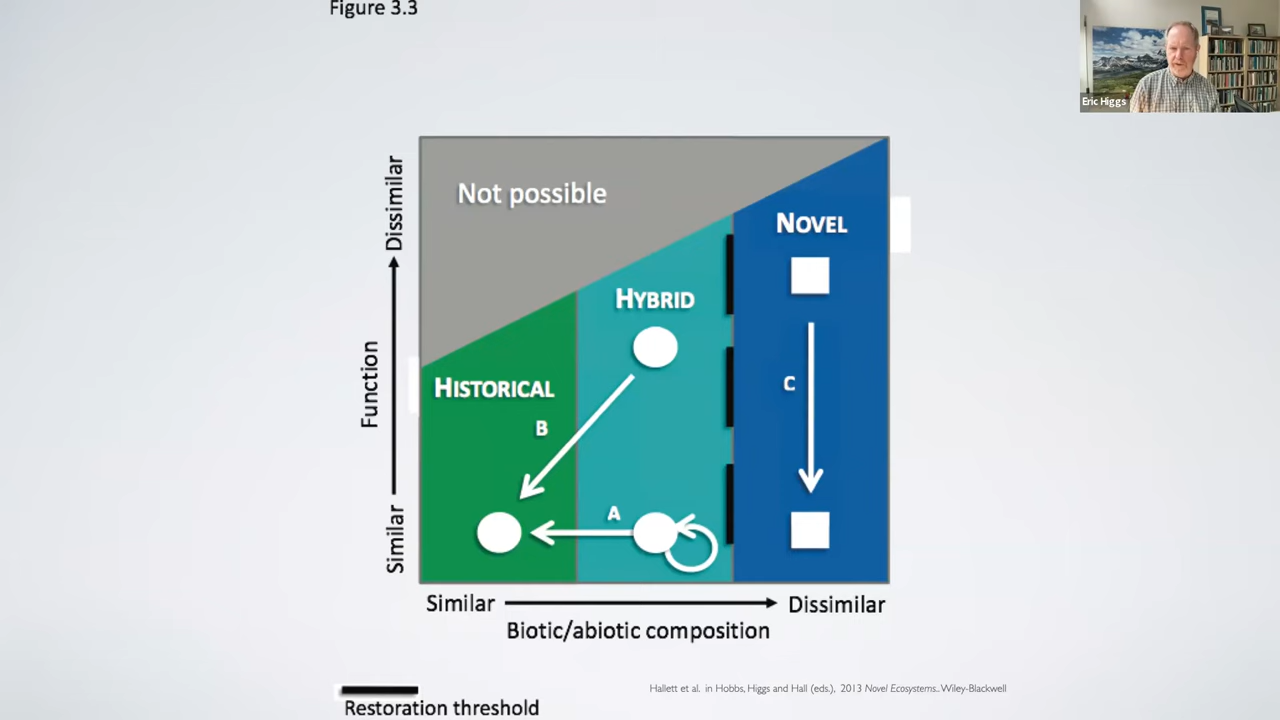 Figure 3.3
Eric Higgs
Not possible
NOVEL
HYBRID
HISTORICAL
A
B
C
Dissimilar
Function
Similar
Similar
Dissimilar
Biotic/abiotic composition
Restoration threshold
Hallett et al. in Hobbs, Higgs and Hall (eds.), 2013 Novel Ecosystems.. Wiley-Blackwell